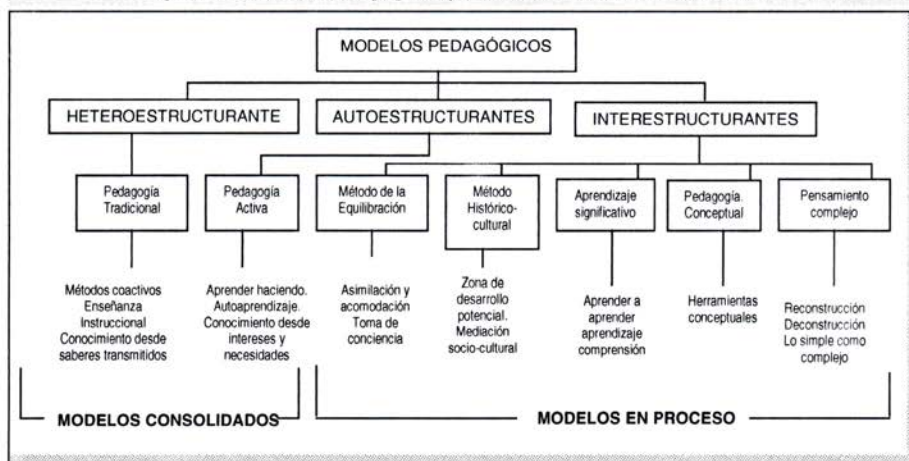 MODELOS PEDAGÓGICOS
HETEROESTRUCTURANTE
AUTOESTRUCTURANTES
INTERESTRUCTURANTES
Pedagogía
Tradicional
Pedagogía
Activa
Método de la
Equilibración
Método
Histórico-
cultural
Aprendizaje
significativo
Pedagogía.
Conceptual
Pensamiento
complejo
Métodos coactivos
Enseñanza
Instruccional
Conocimiento desde
saberes transmitidos
Aprender haciendo.
Autoaprendizaje.
Conocimiento desde
intereses y
necesidades
Asimilación y
acomodación
Toma de
conciencia
Zona de
desarrollo
potencial.
Mediación
socio-cultural
Aprender a
aprender
aprendizaje
comprensión
Herramientas
conceptuales
Reconstrucción
Deconstrucción
Lo simple como
complejo
MODELOS CONSOLIDADOS
MODELOS EN PROCESO